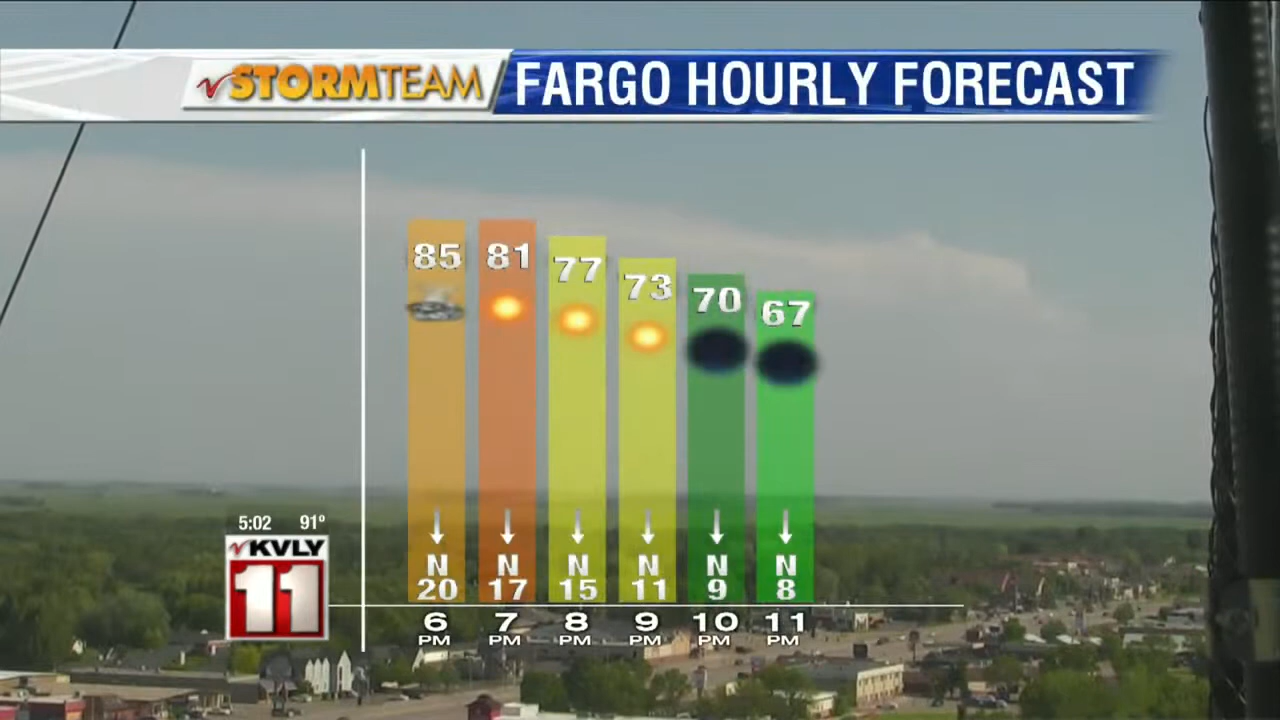 STORMTEAM FARGO HOURLY FORECAST
85 81 77 73 70 67
5:02 91º
KVLY
11
N N N N N N
20 17 15 11 9 8
6 7 8 9 10 11
PM PM PM PM PM PM